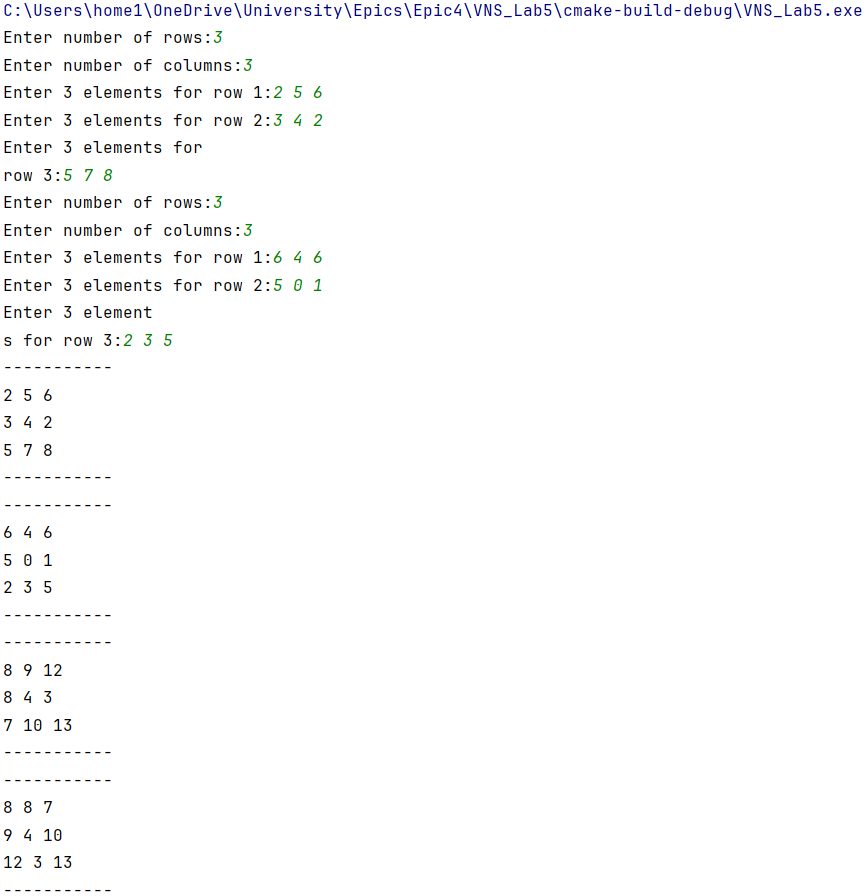 C:\Users\home1\OneDrive\University\Epics\Epic4\VNS_Lab5\cmake-build-debug\VNS_Lab5.exe
Enter number of rows:3
Enter number of columns:3
Enter 3 elements for row 1:2 5 6
Enter 3 elements for row 2:3 4 2
Enter 3 elements for
row 3:5 7 8
Enter number of rows:3
Enter number of columns:3
Enter 3 elements for row 1:6 4 6
Enter 3 elements for row 2:5 0 1
Enter 3 element
s for row 3:2 3 5
-----------
2 5 6
3 4 2
5 7 8
-----------
-----------
6 4 6
5 0 1
2 3 5
-----------
-----------
8 9 12
8 4 3
7 10 13
-----------
-----------
8 8 7
9 4 10
12 3 13
-----------